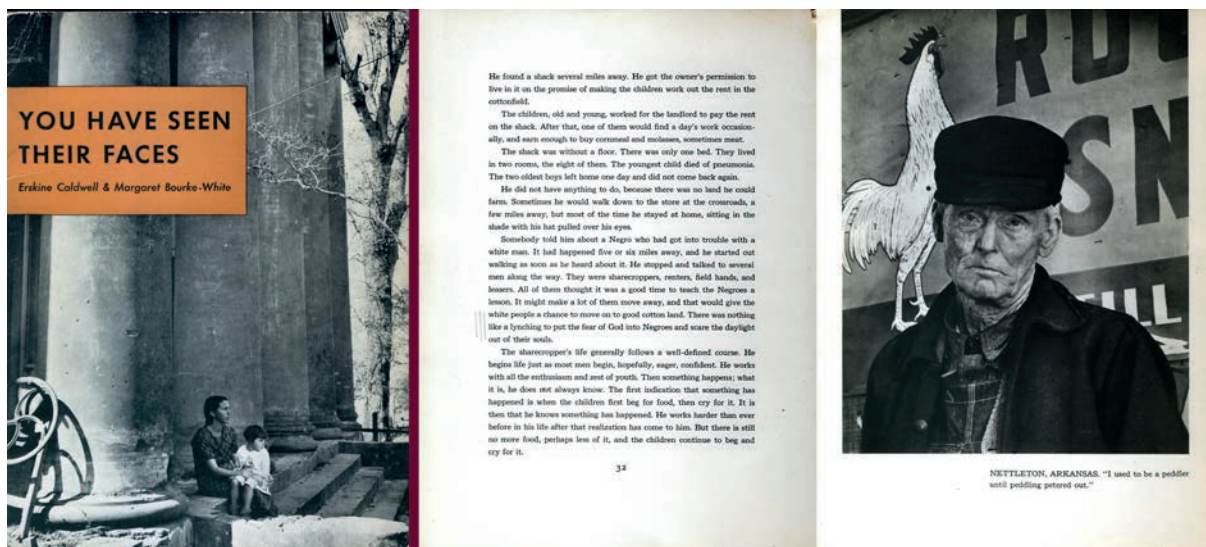 YOU HAVE SEEN
THEIR FACES
Erskine Caldwell & Margaret Bourke-White
He found a shack several miles away. He got the owner's permission to
live in it on the promise of making the children work out the rent in the
cottonfield.
The children, old and young, worked for the landlord to pay the rent
on the shack. After that, one of them would find a day's work occasion-
ally, and earn enough to buy cornmeal and molasses, sometimes meat.
The shack was without a floor. There was only one bed. They lived
in two rooms, the eight of them. The youngest child died of pneumonia.
The two oldest boys left home one day and did not come back again.
He did not have anything to do, because there was no land he could
farm. Sometimes he would walk down to the store at the crossroads, a
few miles away, but most of the time he stayed at home, sitting in the
shade with his hat pulled over his eyes.
Somebody told him about a Negro who had got into trouble with a
white man. It had happened five or six miles away, and he started out
walking as soon as he heard about it. He stopped and talked to several
men along the way. They were sharecroppers, renters, field hands, and
leasers. All of them thought it was a good time to teach the Negroes a
lesson. It might make a lot of them move away, and that would give the
white people a chance to move on to good cotton land. There was nothing
like a lynching to put the fear of God into Negroes and scare the daylight
out of their souls.
The sharecropper's life generally follows a well-defined course. He
begins life just as most men begin, hopefully, eager, confident. He works
with all the enthusiasm and zest of youth. Then something happens; what
it is, he does not always know. The first indication that something has
happened is when the children first beg for food, then cry for it. It is
then that he knows something has happened. He works harder than ever
before in his life after that realization has come to him. But there is still
no more food, perhaps less of it, and the children continue to beg and
cry for it.
32
SN
ILL
NETTLETON, ARKANSAS. "I used to be a peddler
until peddling petered out."